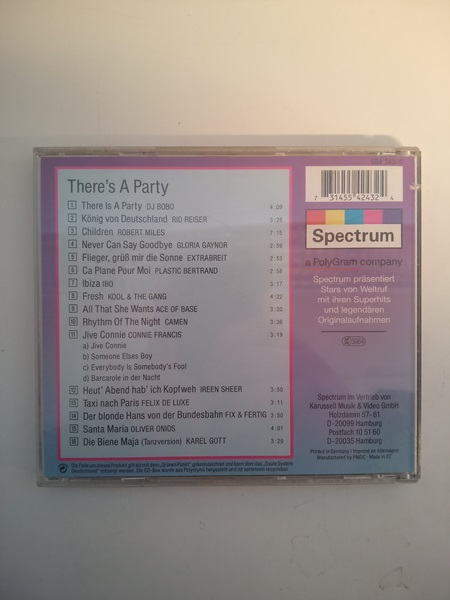 There's A Party
1 There Is A Party DJ BOBO 4:09
2 König von Deutschland RIO REISER 3:26
3 Children ROBERT MILES 7:15
4 Never Can Say Goodbye GLORIA GAYNOR
5 Flieger, grüß mir die Sonne EXTRABREIT
6 Ca Plane Pour Moi PLASTIC BERTRAND 2:58
7 Ibiza IBO 3:17
8 Fresh KOOL & THE GANG 4:22
9 All That She Wants ACE OF BASE 3:30
10 Rhythm Of The Night CAMEN 3:36
11 Jive Connie CONNIE FRANCIS 3:19
a) Jive Connie
b) Someone Elses Boy
c) Everybody Is Somebody's Fool
d) Barcarole in der Nacht
12 Heut' Abend hab' ich Kopfweh IREEN SHEER 3:50
13 Taxi nach Paris FELIX DE LUXE 3:11
14 Der blonde Hans von der Bundesbahn FIX & FERTIG 3:50
15 Santa Maria OLIVER ONIOS 4:01
16 Die Biene Maja (Tanzversion) KAREL GOTT 3:29
7 31455 42432 4
Spectrum
a PolyGram company
Spectrum präsentiert
Stars von Weltruf
mit ihren Superhits
und legendären
Originalaufnahmen
Spectrum im Vertrieb von
Karussell Musik & Video GmbH
Holzdamm 57-61
D-20099 Hamburg
Postfach 10 51 60
D-20035 Hamburg
Printed in Germany / Imprimé en Allemagne
Manufactured by PMDC · Made in